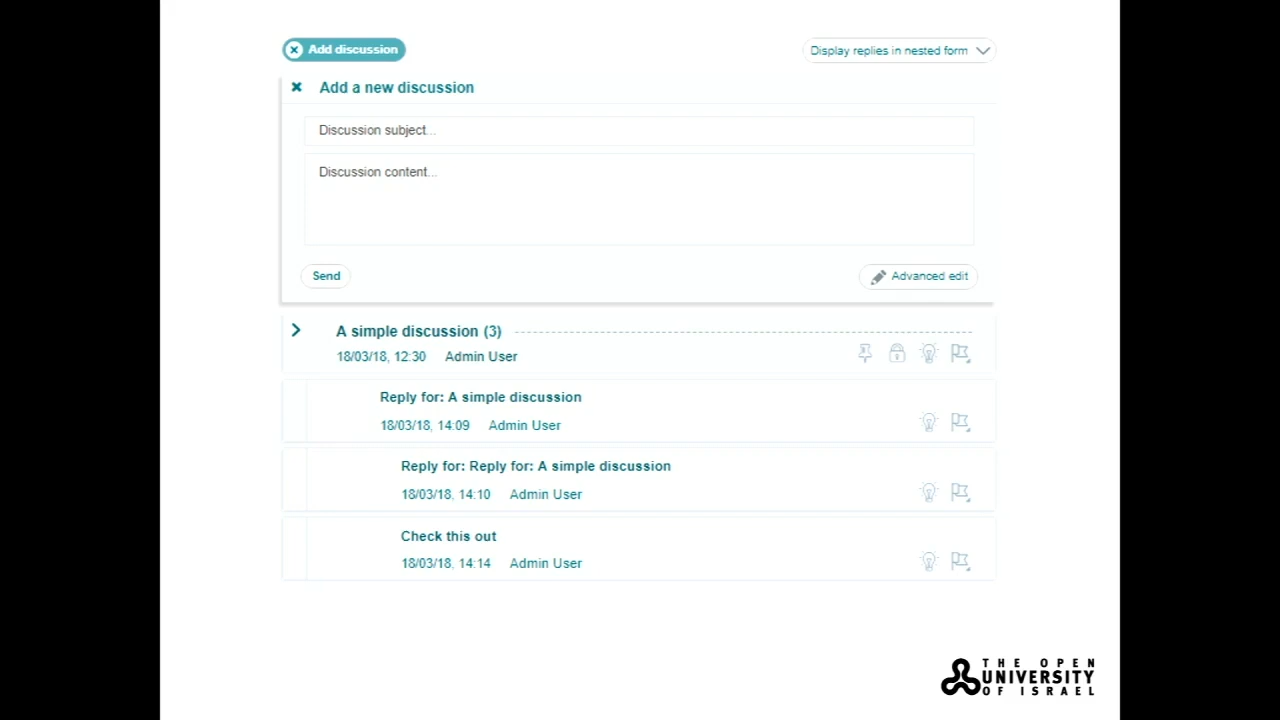 Add discussion
Display replies in nested form
Add a new discussion
Discussion subject...
Discussion content...
Send
Advanced edit
A simple discussion (3)
18/03/18, 12:30 Admin User
Reply for: A simple discussion
18/03/18, 14:09 Admin User
Reply for: Reply for: A simple discussion
18/03/18, 14:10 Admin User
Check this out
18/03/18, 14:14 Admin User
THE OPEN
UNIVERSITY
OF ISRAEL